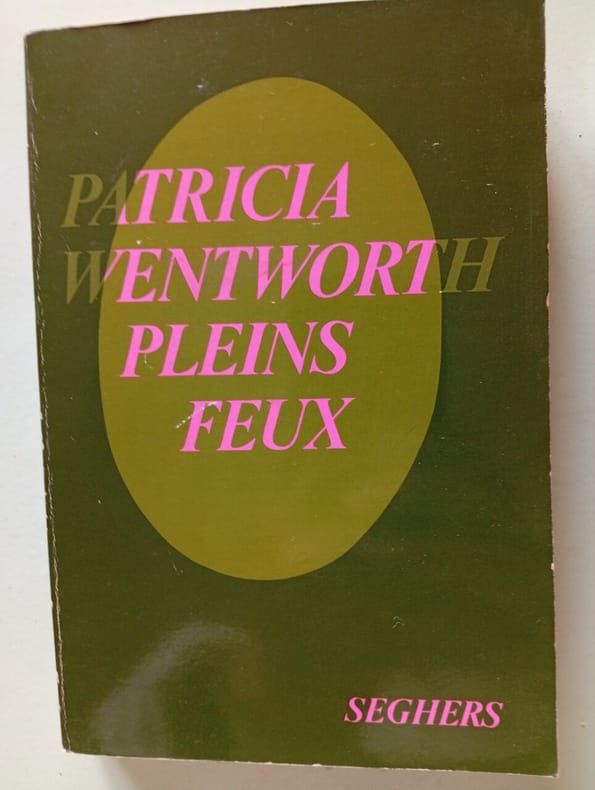 PATRICIA
WENTWORTH
PLEINS
FEUX
SEGHERS